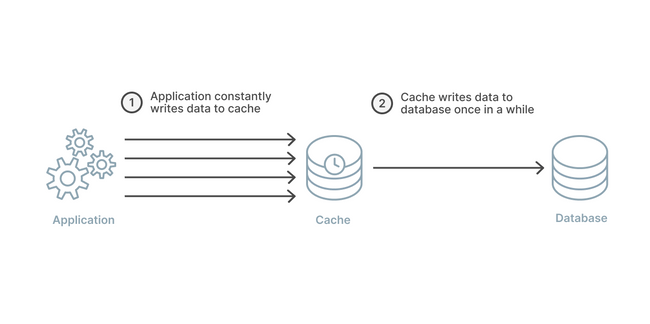 1
Application constantly
writes data to cache
2
Cache writes data to
database once in a while
Application
Cache
Database